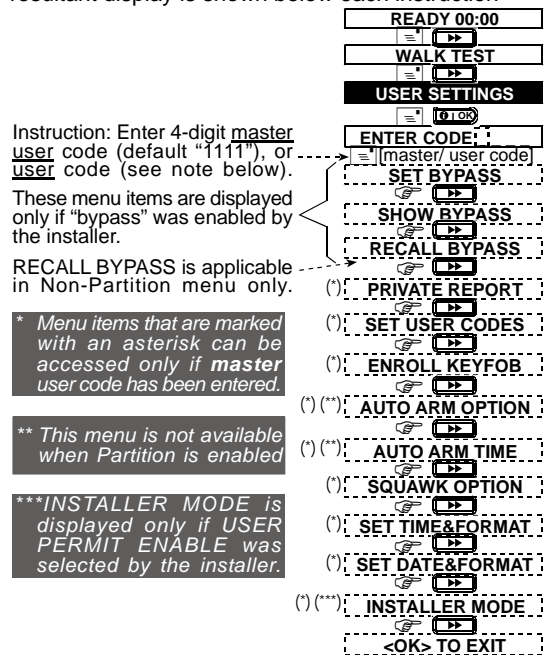 resultant display is shown below each instruction
READY 00:00
WALK TEST
USER SETTINGS
OK
ENTER CODE:
[master/ user code]
Instruction: Enter 4-digit master
user code (default “1111”), or
user code (see note below).
SET BYPASS
These menu items are displayed
only if “bypass” was enabled by
the installer.
SHOW BYPASS
RECALL BYPASS
RECALL BYPASS is applicable
in Non-Partition menu only.
(*) PRIVATE REPORT
(*) SET USER CODES
(*) ENROLL KEYFOB
* Menu items that are marked
with an asterisk can be
accessed only if master
user code has been entered.
(*) (**) AUTO ARM OPTION
** This menu is not available
when Partition is enabled
(*) (**) AUTO ARM TIME
(*) SQUAWK OPTION
***INSTALLER MODE is
displayed only if USER
PERMIT ENABLE was
selected by the installer.
(*) SET TIME&FORMAT
(*) SET DATE&FORMAT
(*) (***) INSTALLER MODE
<OK> TO EXIT